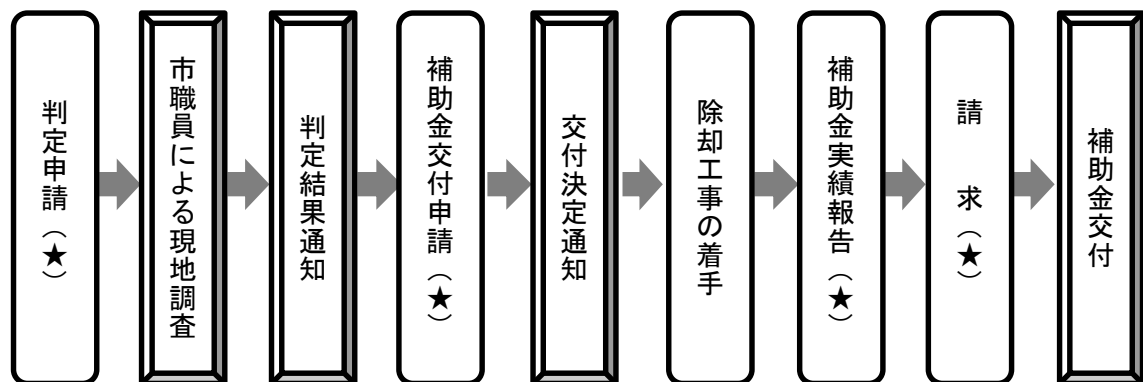 判定申請（★）
市職員による現地調査
判定結果通知
補助金交付申請（★）
交付決定通知
除却工事の着手
補助金実績報告（★）
請　求（★）
補助金交付